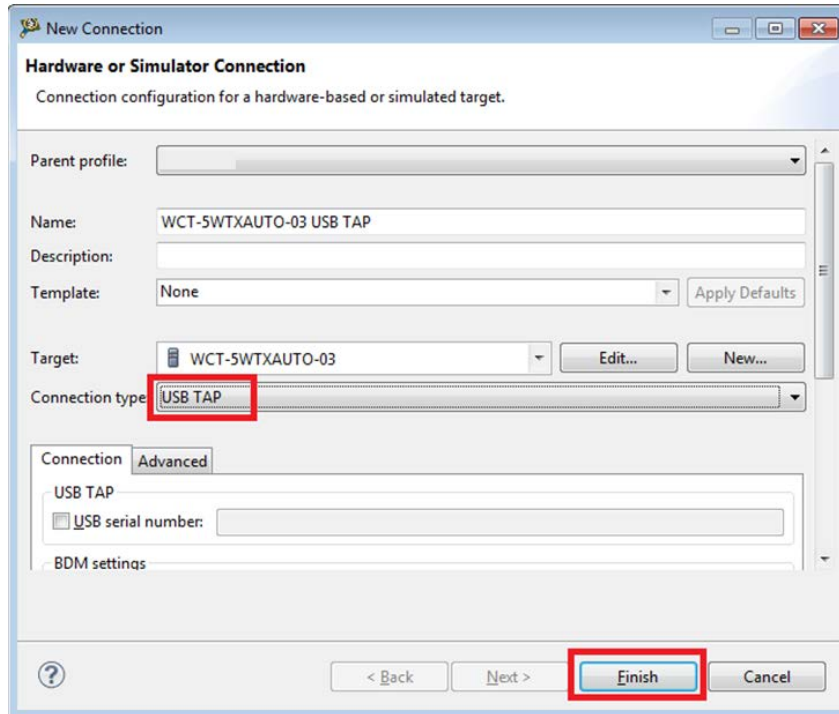 New Connection
Hardware or Simulator Connection
Connection configuration for a hardware-based or simulated target.
Parent profile:
Name: WCT-5WTXAUTO-03 USB TAP
Description:
Template: None Apply Defaults
Target: WCT-5WTXAUTO-03 Edit... New...
Connection type: USB TAP
Connection Advanced
USB TAP
USB serial number:
BDM settings
? < Back Next > Finish Cancel